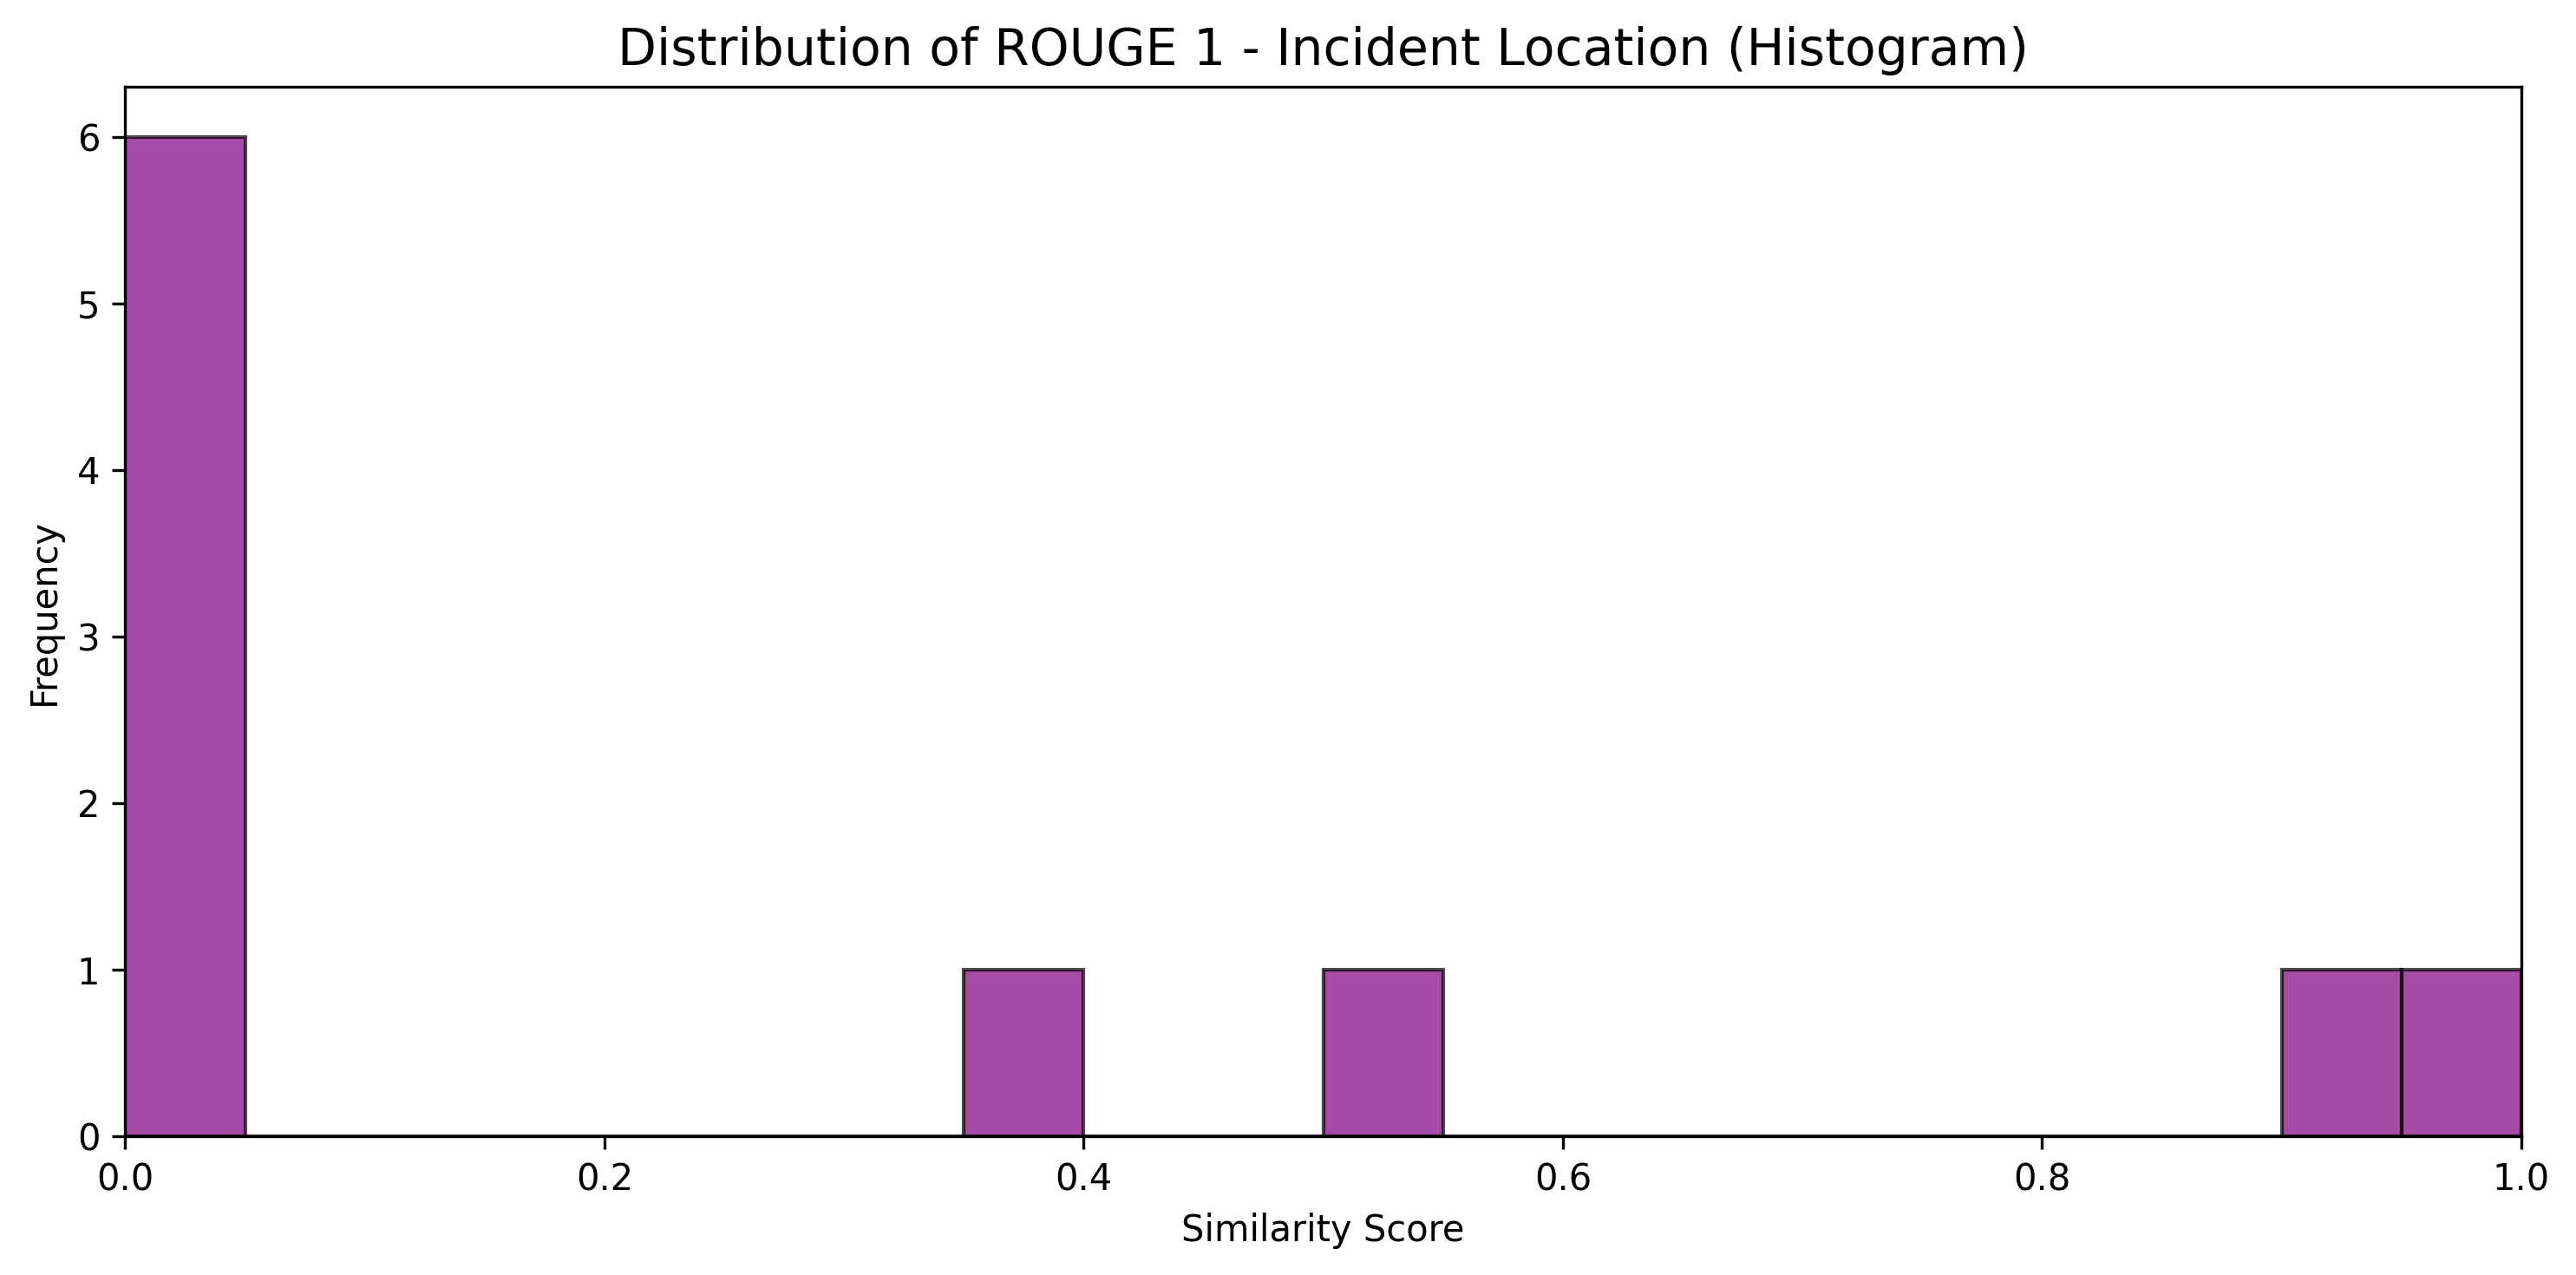 Distribution of ROUGE 1 - Incident Location (Histogram)
6
5
4
3
2
1
0
Frequency
0.0 0.2 0.4 0.6 0.8 1.0
Similarity Score